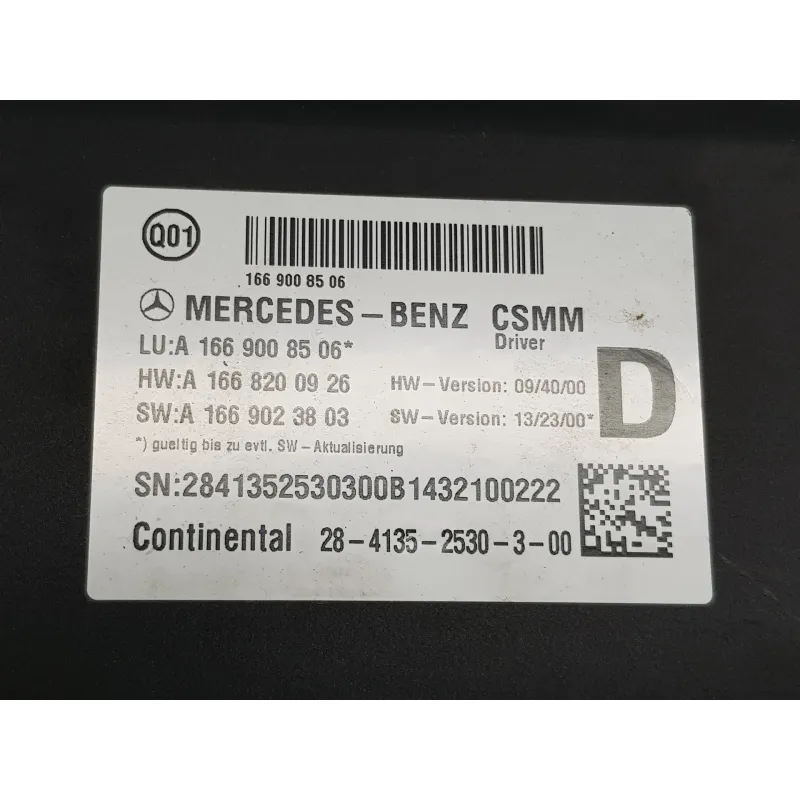 Q01
166 900 85 06
MERCEDES-BENZ CSMM
Driver
LU:A 166 900 85 06*
HW:A 166 820 09 26 HW-Version: 09/40/00
SW:A 166 902 38 03 SW-Version: 13/23/00*
D
*) gueltig bis zu evtl. SW-Aktualisierung
SN:2841352530300B1432100222
Continental 28-4135-2530-3-00